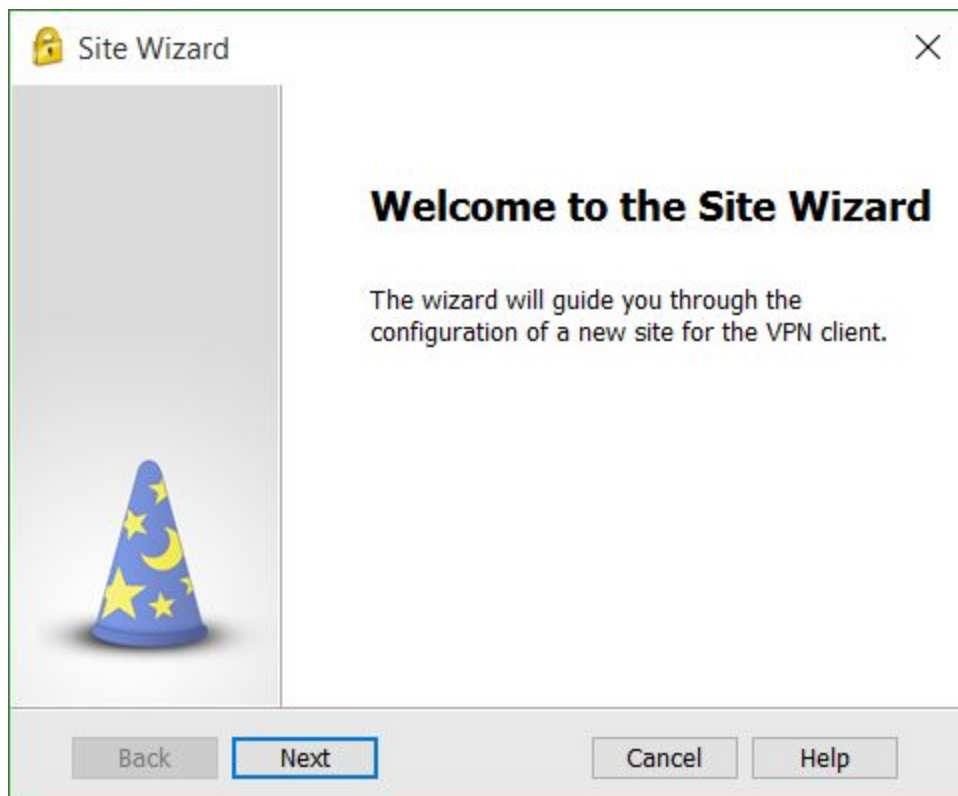 Site Wizard
Welcome to the Site Wizard
The wizard will guide you through the
configuration of a new site for the VPN client.
Back
Next
Cancel
Help